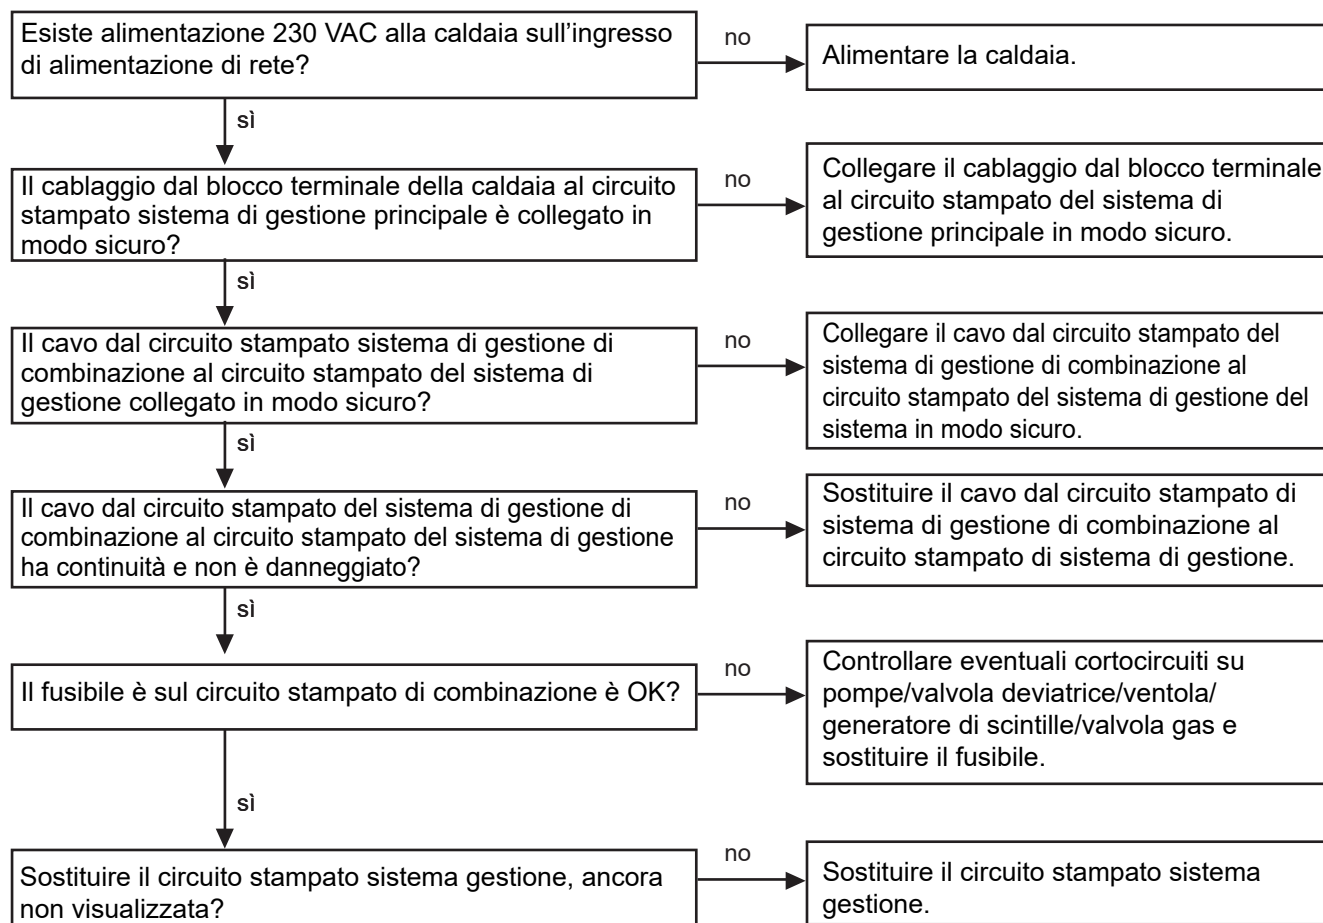 Esiste alimentazione 230 VAC alla caldaia sull'ingresso
di alimentazione di rete?
no
Alimentare la caldaia.
sì
Il cablaggio dal blocco terminale della caldaia al circuito
stampato sistema di gestione principale è collegato in
modo sicuro?
no
Collegare il cablaggio dal blocco terminale
al circuito stampato del sistema di
gestione principale in modo sicuro.
sì
Il cavo dal circuito stampato sistema di gestione di
combinazione al circuito stampato del sistema di
gestione collegato in modo sicuro?
no
Collegare il cavo dal circuito stampato del
sistema di gestione di combinazione al
circuito stampato del sistema di gestione del
sistema in modo sicuro.
sì
Il cavo dal circuito stampato del sistema di gestione di
combinazione al circuito stampato del sistema di gestione
ha continuità e non è danneggiato?
no
Sostituire il cavo dal circuito stampato di
sistema di gestione di combinazione al
circuito stampato di sistema di gestione.
sì
Il fusibile è sul circuito stampato di combinazione è OK?
no
Controllare eventuali cortocircuiti su
pompe/valvola deviatrice/ventola/
generatore di scintille/valvola gas e
sostituire il fusibile.
sì
Sostituire il circuito stampato sistema gestione, ancora
non visualizzata?
no
Sostituire il circuito stampato sistema
gestione.